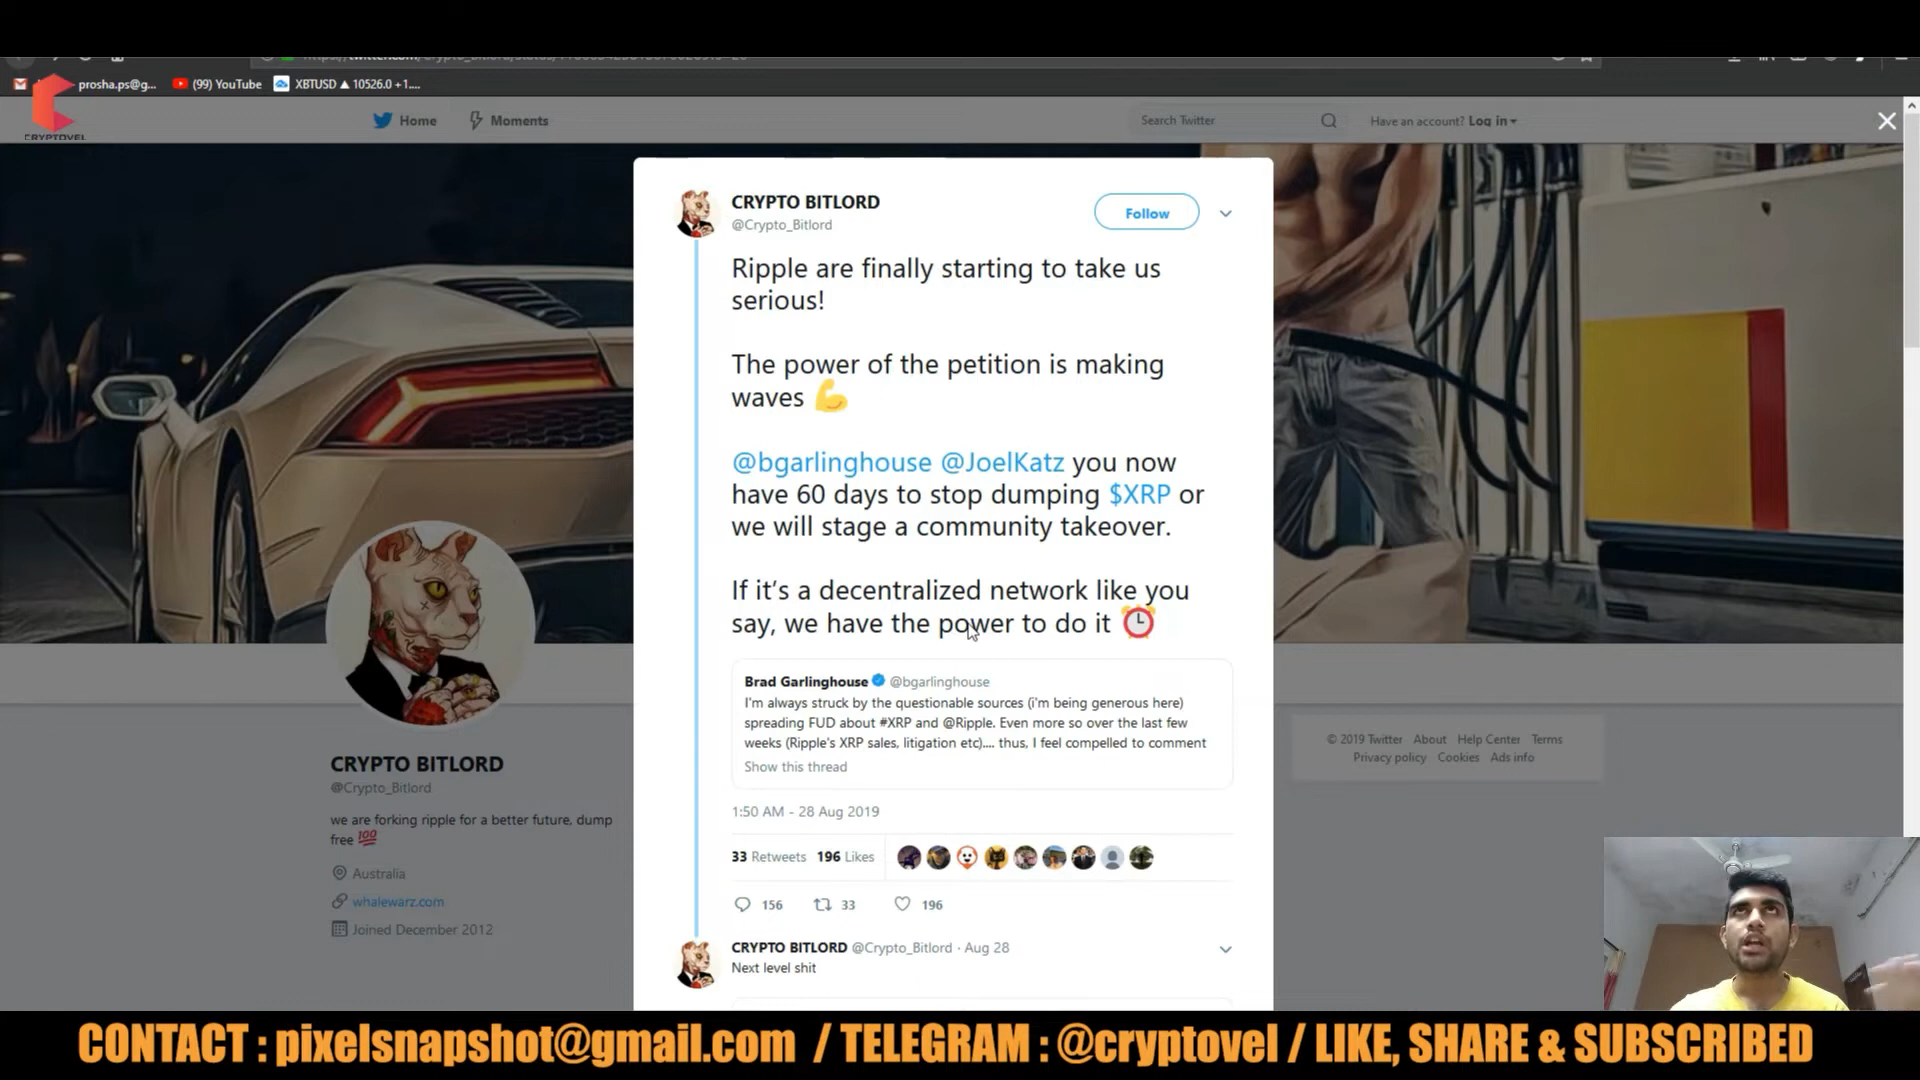 prosha.ps@g...
(99) YouTube
XBTUSD ▲ 10526.0 +1....
CRYPTOVEL
Home
Moments
Search Twitter
Have an account? Log in
CRYPTO BITLORD
@Crypto_Bitlord
Follow
Ripple are finally starting to take us
serious!
The power of the petition is making
waves 💪
@bgarlinghouse @JoelKatz you now
have 60 days to stop dumping $XRP or
we will stage a community takeover.
If it’s a decentralized network like you
say, we have the power to do it ⏰
Brad Garlinghouse @bgarlinghouse
I'm always struck by the questionable sources (i'm being generous here)
spreading FUD about #XRP and @Ripple. Even more so over the last few
weeks (Ripple's XRP sales, litigation etc).... thus, I feel compelled to comment
Show this thread
1:50 AM - 28 Aug 2019
33 Retweets 196 Likes
156 33 196
CRYPTO BITLORD @Crypto_Bitlord · Aug 28
Next level shit
CRYPTO BITLORD
@Crypto_Bitlord
we are forking ripple for a better future, dump
free 💯
Australia
whalewarz.com
Joined December 2012
© 2019 Twitter About Help Center Terms
Privacy policy Cookies Ads info
CONTACT : pixelsnapshot@gmail.com / TELEGRAM : @cryptovel / LIKE, SHARE & SUBSCRIBED